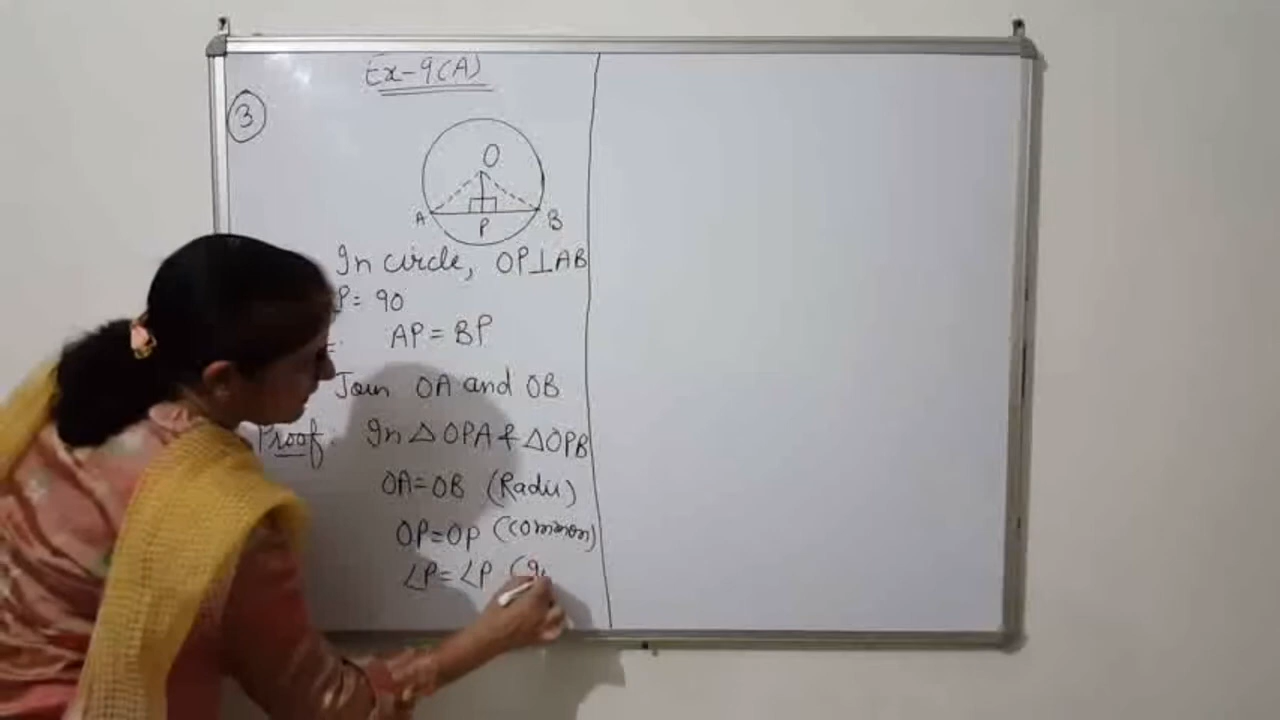 Ex-9(A)
3
O
A
B
P
In circle, OP⊥AB
P = 90
AP = BP
Join OA and OB
Proof. In △OPA & △OPB
OA = OB (Radii)
OP = OP (common)
∠P = ∠P (9